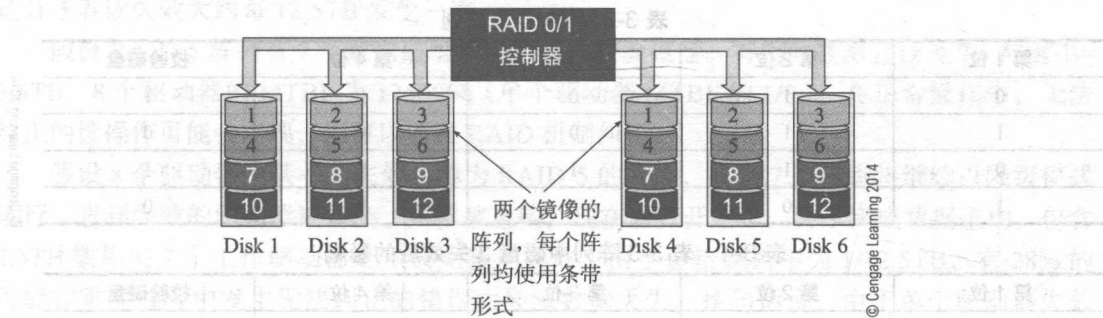 RAID 0/1
控制器
1 2 3 1 2 3
4 5 6 4 5 6
7 8 9 7 8 9
10 11 12 10 11 12
Disk 1 Disk 2 Disk 3 Disk 4 Disk 5 Disk 6
两个镜像的
阵列，每个阵
列均使用条带
形式
© Cengage Learning 2014